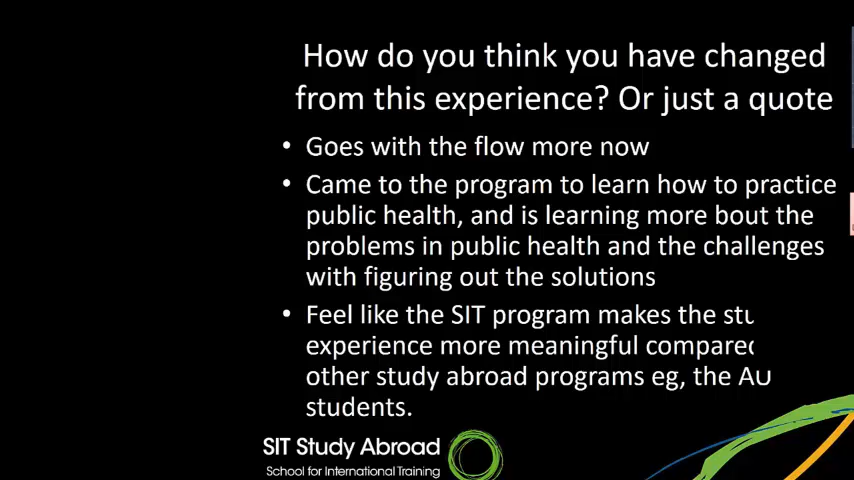 How do you think you have changed
from this experience? Or just a quote
• Goes with the flow more now
• Came to the program to learn how to practice
public health, and is learning more bout the
problems in public health and the challenges
with figuring out the solutions
• Feel like the SIT program makes the
experience more meaningful
other study abroad programs eg, the
students.
SIT Study Abroad
School for International Training